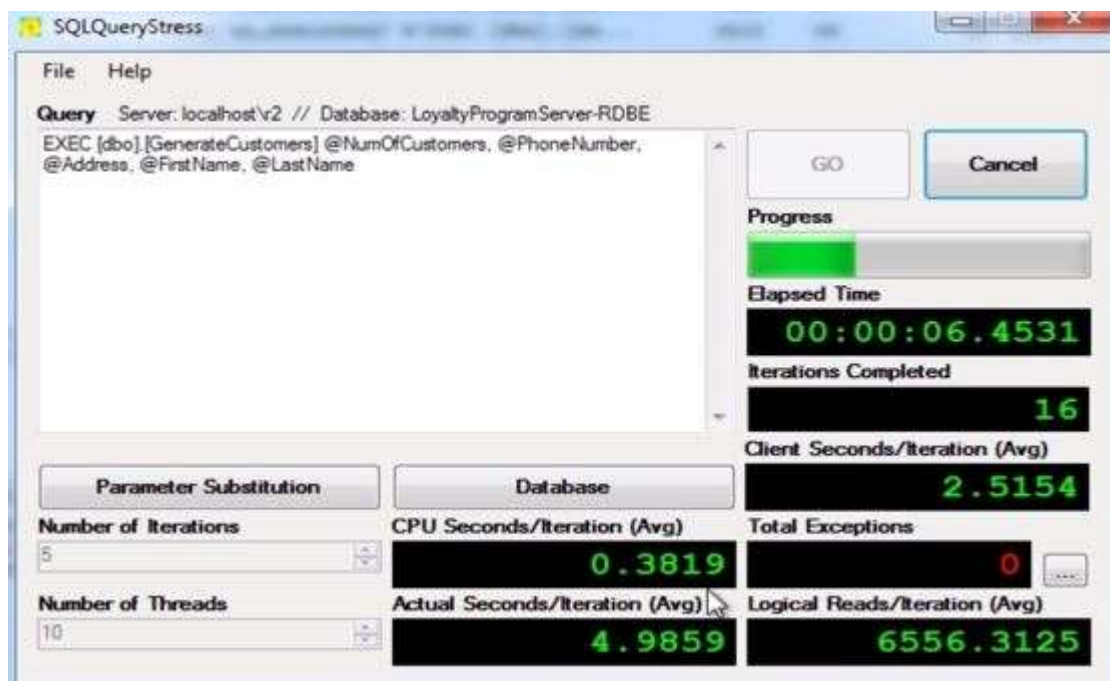 SQLQueryStress
File Help
Query Server: localhost\r2 // Database: LoyaltyProgramServer-RDBE
EXEC [dbo].[GenerateCustomers] @NumOfCustomers, @PhoneNumber,
@Address, @FirstName, @LastName
GO Cancel
Progress
Elapsed Time
00:00:06.4531
Iterations Completed
16
Client Seconds/Iteration (Avg)
2.5154
Parameter Substitution Database
Number of Iterations CPU Seconds/Iteration (Avg) Total Exceptions
5 0.3819 0 ...
Number of Threads Actual Seconds/Iteration (Avg) Logical Reads/Iteration (Avg)
10 4.9859 6556.3125